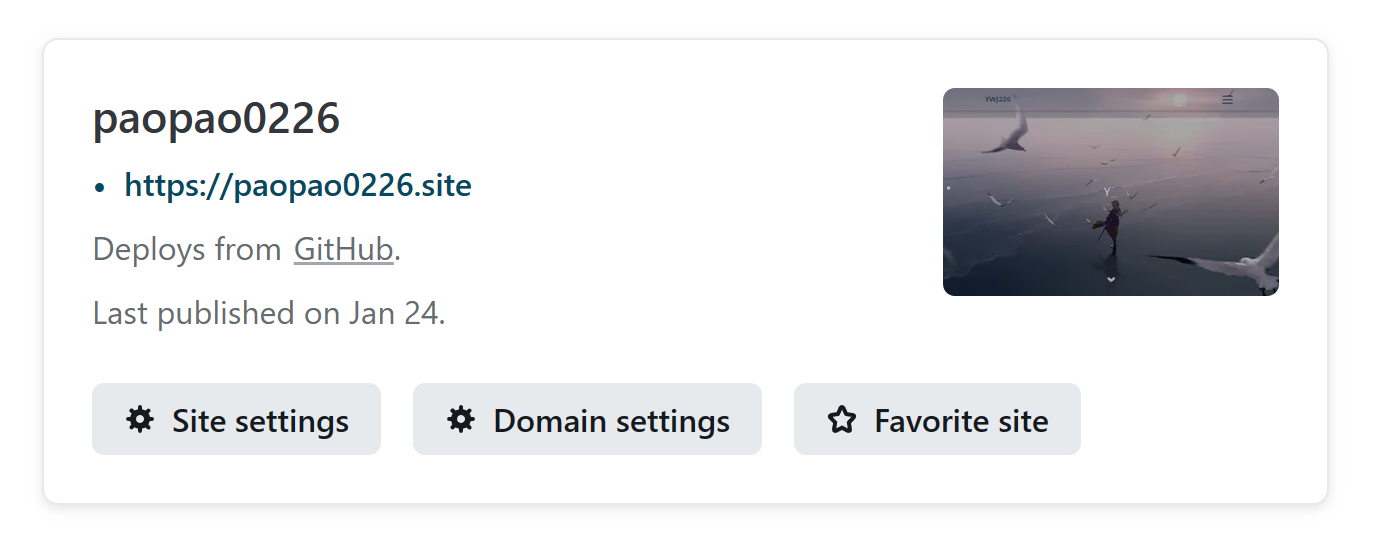 paopao0226
• https://paopao0226.site
Deploys from GitHub.
Last published on Jan 24.
YWJ226
Y
Site settings
Domain settings
Favorite site